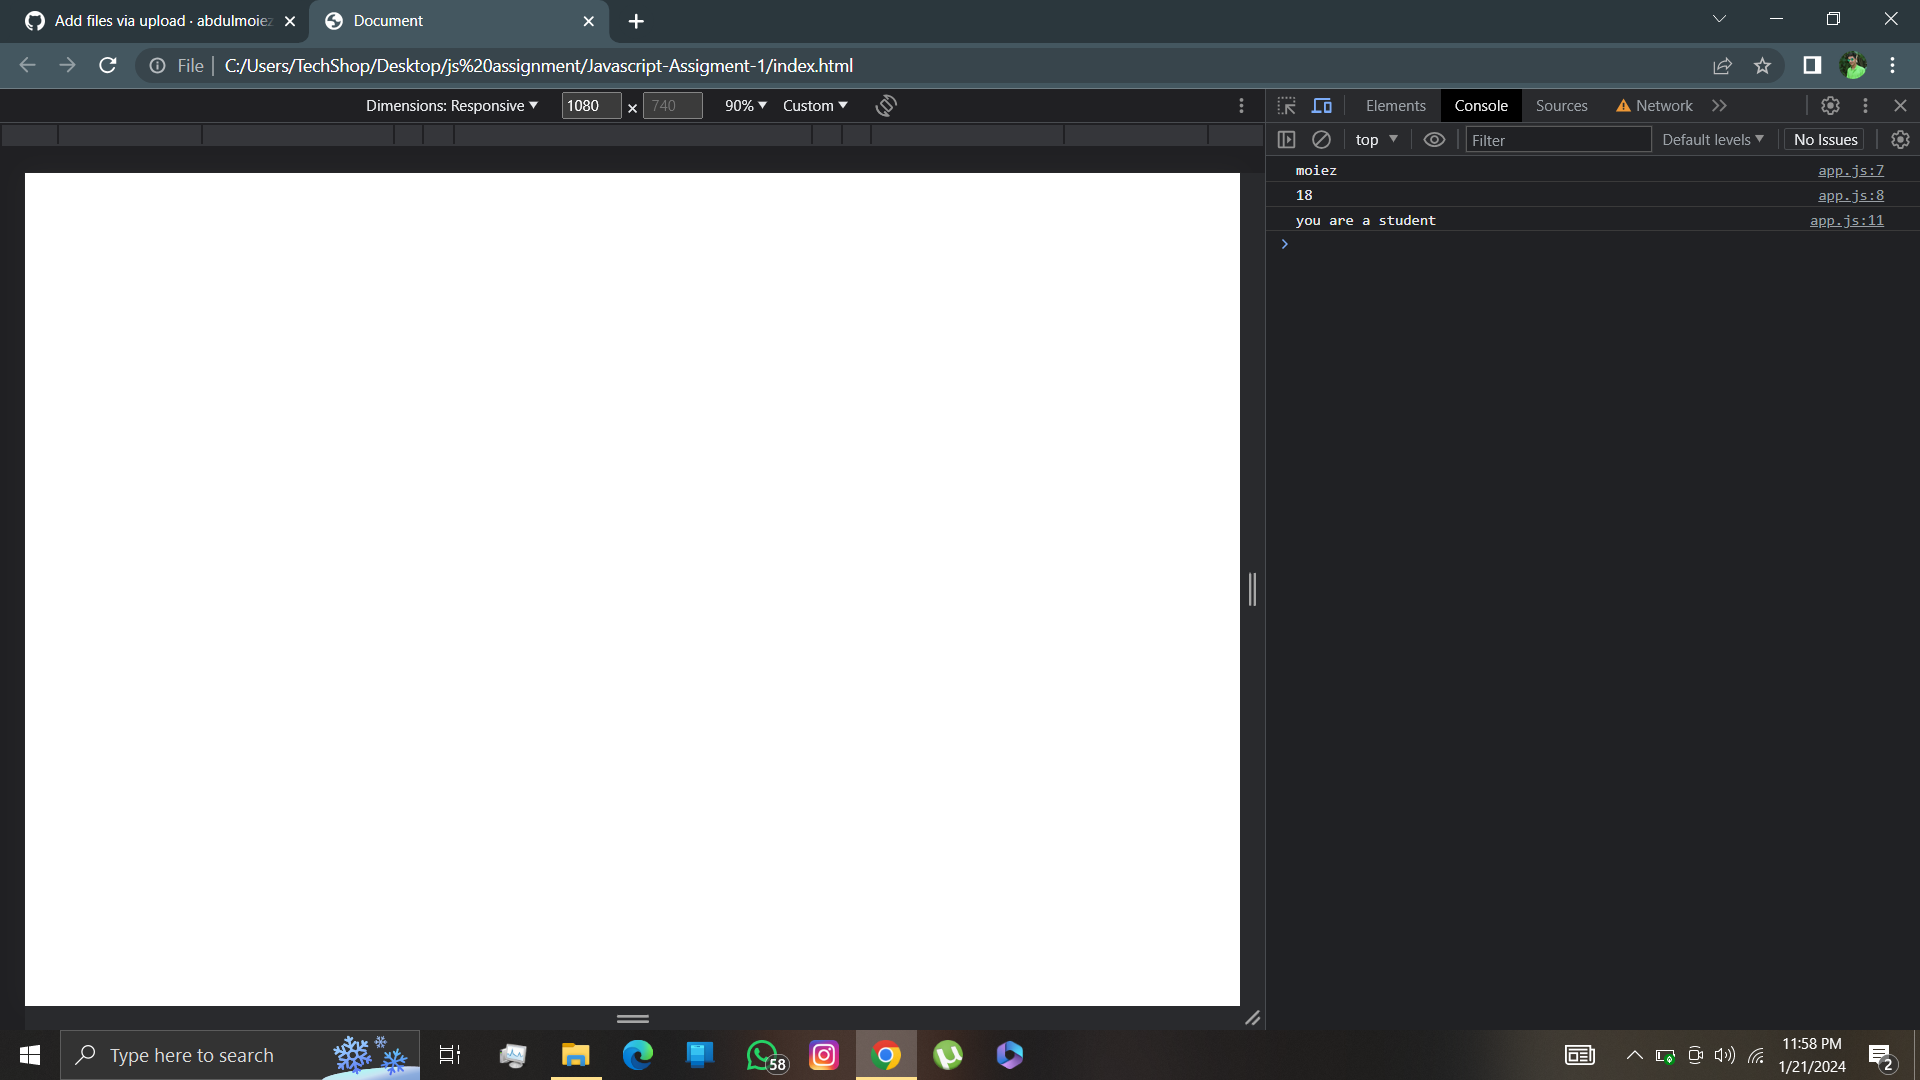 Add files via upload · abdulmoiez
Document
File
C:/Users/TechShop/Desktop/js%20assignment/Javascript-Assigment-1/index.html
Dimensions: Responsive 1080 × 740 90% Custom
Elements Console Sources Network
top Filter Default levels No Issues
moiez app.js:7
18 app.js:8
you are a student app.js:11
Type here to search
58
11:58 PM
1/21/2024
2